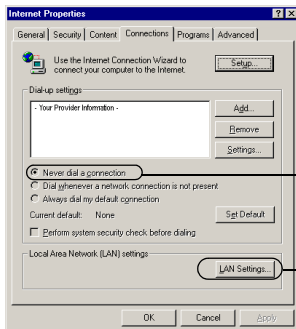 Internet Properties
General Security Content Connections Programs Advanced
Use the Internet Connection Wizard to
connect your computer to the Internet.
Setup...
Dial-up settings
- Your Provider Information -
Add...
Remove
Settings...
Never dial a connection
Dial whenever a network connection is not present
Always dial my default connection
Current default: None
Set Default
Perform system security check before dialing
Local Area Network (LAN) settings
LAN Settings...
OK Cancel Apply